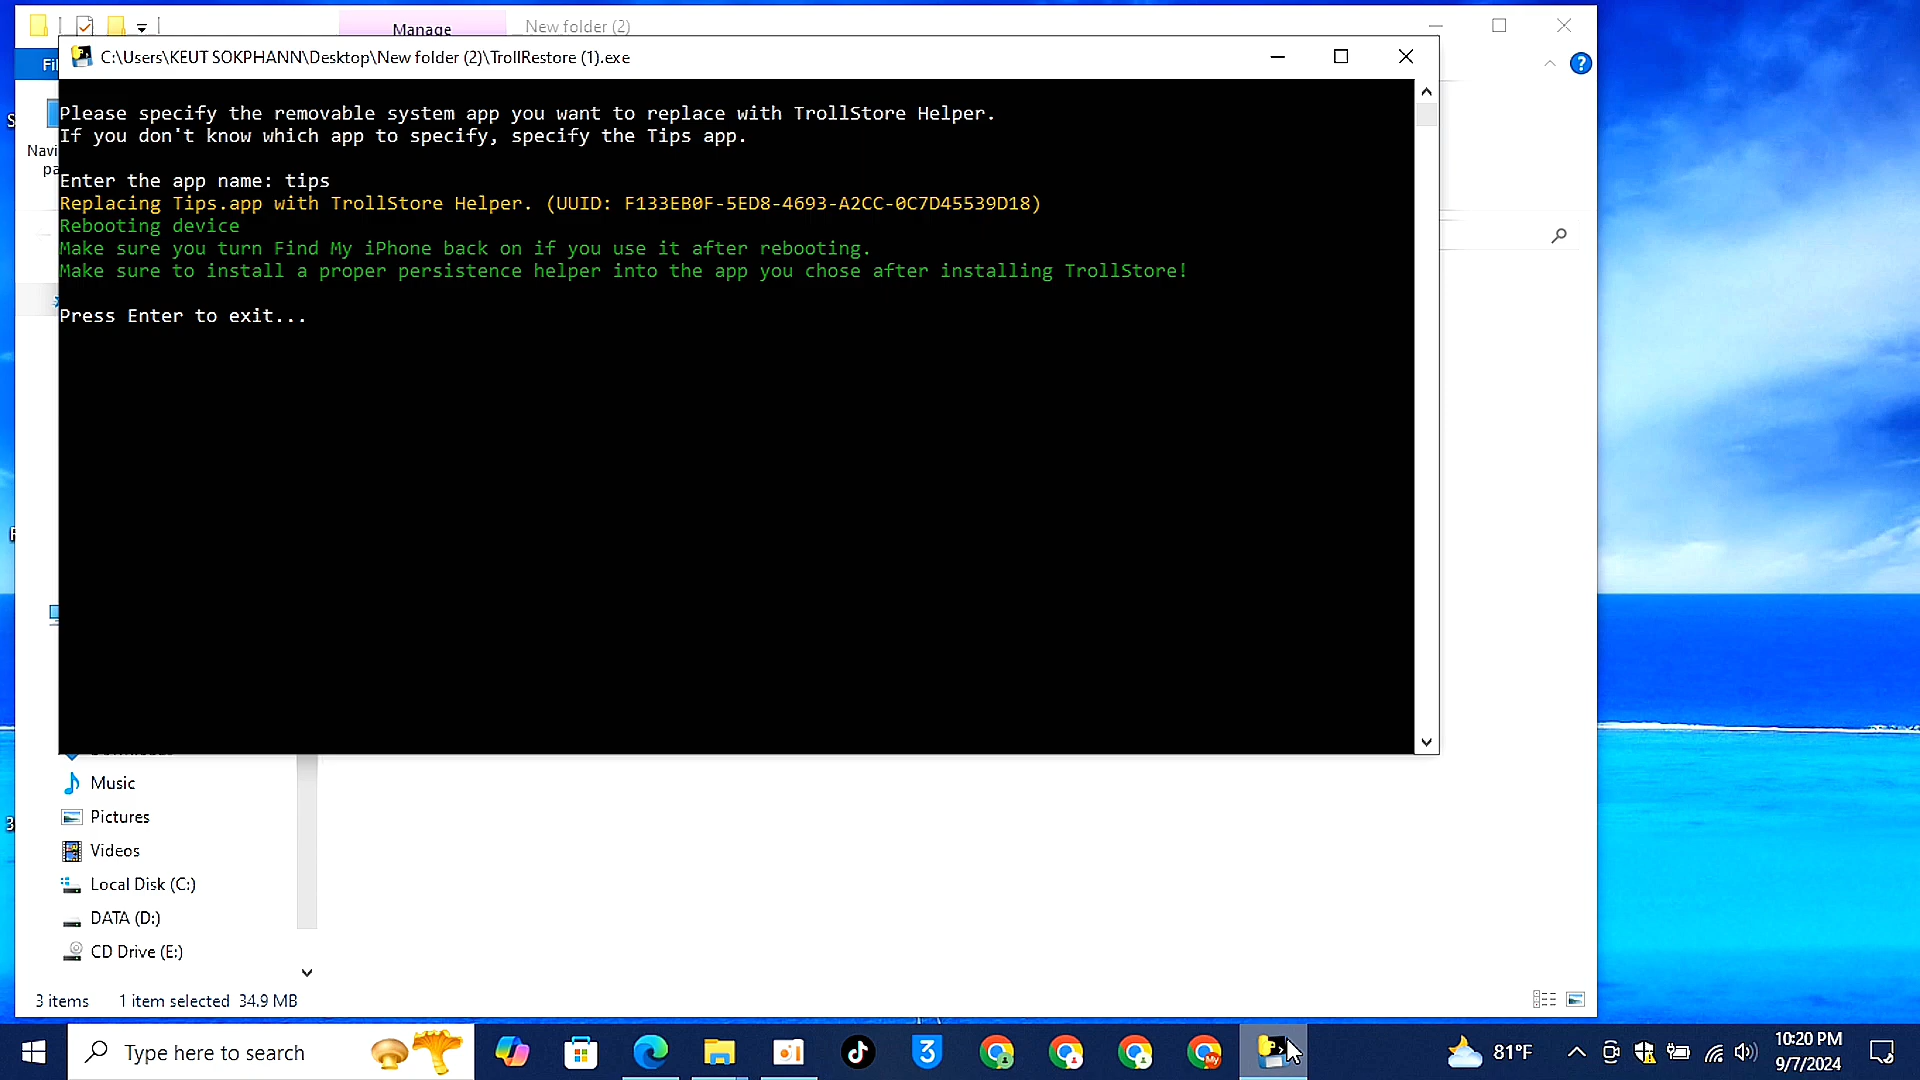 Manage
New folder (2)
C:\Users\KEUT SOKPHANN\Desktop\New folder (2)\TrollRestore (1).exe
Fil
?
Please specify the removable system app you want to replace with TrollStore Helper.
If you don't know which app to specify, specify the Tips app.
Navi
pa
Enter the app name: tips
Replacing Tips.app with TrollStore Helper. (UUID: F133EB0F-5ED8-4693-A2CC-0C7D45539D18)
Rebooting device
Make sure you turn Find My iPhone back on if you use it after rebooting.
Make sure to install a proper persistence helper into the app you chose after installing TrollStore!
Press Enter to exit...
Music
Pictures
Videos
Local Disk (C:)
DATA (D:)
CD Drive (E:)
3 items 1 item selected 34.9 MB
Type here to search
3
My
81°F
10:20 PM
9/7/2024